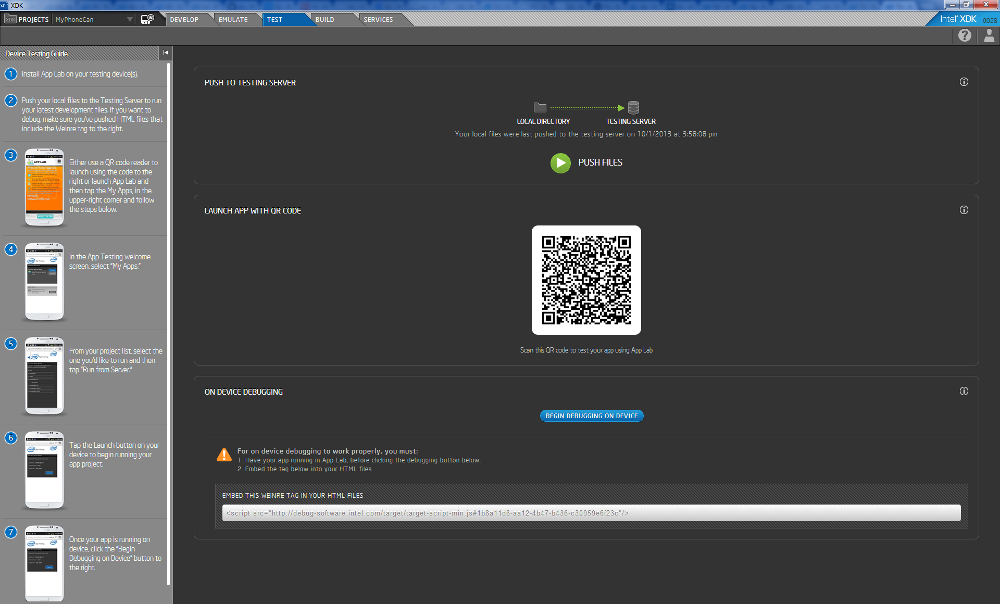 XDK
XDK PROJECTS MyPhoneCan DEVELOP EMULATE TEST BUILD SERVICES Intel® XDK 0028
Device Testing Guide
1 Install App Lab on your testing device(s).
2 Push your local files to the Testing Server to run
your latest development files. If you want to
debug, make sure you've pushed HTML files that
include the Weinre tag to the right.
3 Either use a QR code reader to
launch using the code to the
right or launch App Lab and
then tap the My Apps, in the
upper-right corner and follow
the steps below.
APP LAB
4 In the App Testing welcome
screen, select "My Apps."
5 From your project list, select the
one you'd like to run and then
tap "Run from Server."
6 Tap the Launch button on your
device to begin running your
app project.
7 Once your app is running on
device, click the "Begin
Debugging on Device" button to
the right.
PUSH TO TESTING SERVER
LOCAL DIRECTORY TESTING SERVER
Your local files were last pushed to the testing server on 10/1/2013 at 3:58:08 pm
PUSH FILES
LAUNCH APP WITH QR CODE
Scan this QR code to test your app using App Lab
ON DEVICE DEBUGGING
BEGIN DEBUGGING ON DEVICE
For on device debugging to work properly, you must:
1. Have your app running in App Lab, before clicking the debugging button below.
2. Embed the tag below into your HTML files
EMBED THIS WEINRE TAG IN YOUR HTML FILES
<script src="http://debug-software.intel.com/target/target-script-min.js#1b8a11d6-aa12-4b47-b436-c30959e6f23c"/>